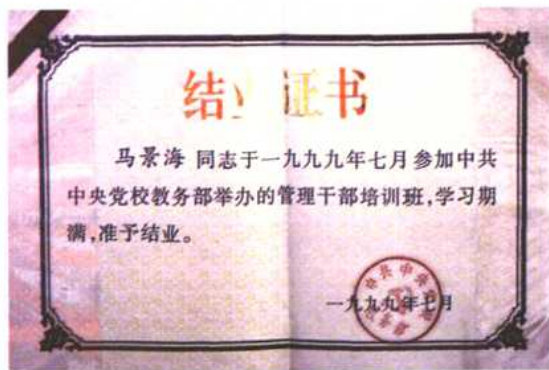 结业证书
马景海 同志于一九九九年七月参加中共
中央党校教务部举办的管理干部培训班,学习期
满,准予结业。
一九九九年七月